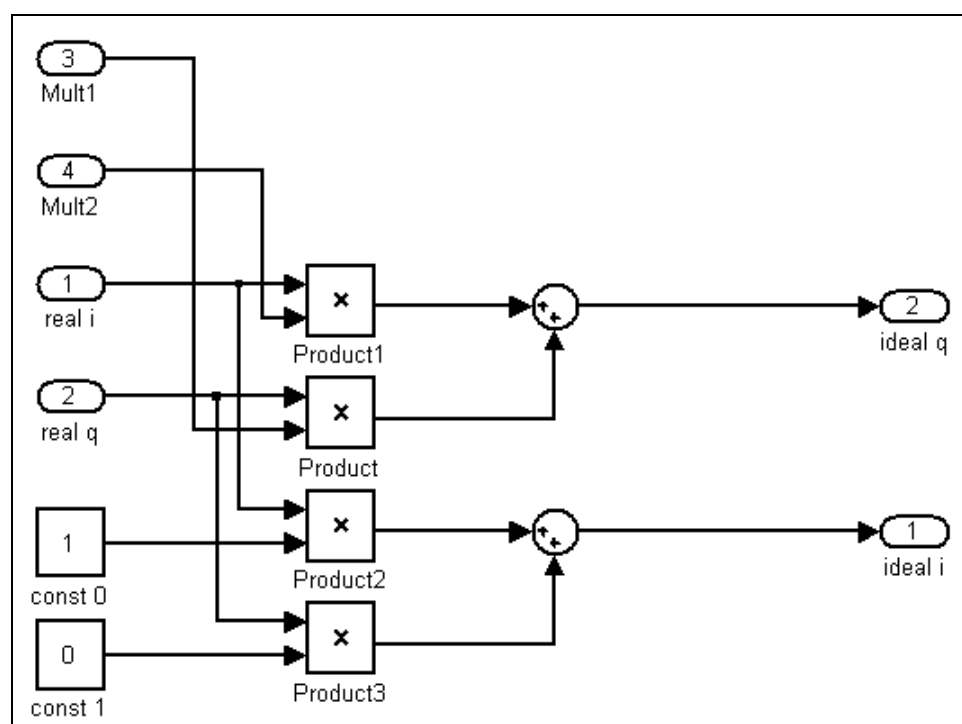 3
Mult1
4
Mult2
1
real i
×
Product1
+
+
2
ideal q
2
real q
×
Product
1
const 0
×
Product2
+
+
1
ideal i
0
const 1
×
Product3